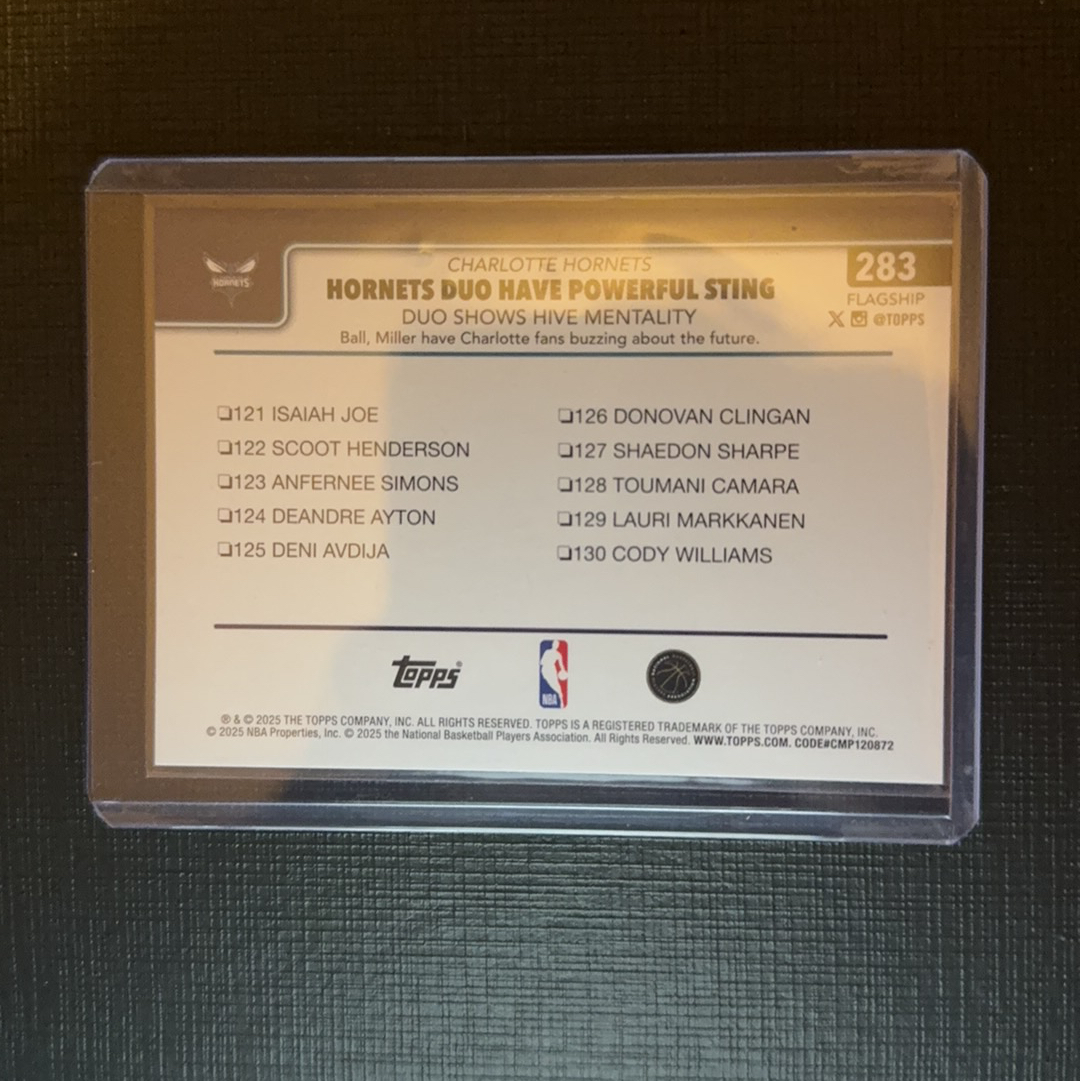 HORNETS
CHARLOTTE HORNETS
HORNETS DUO HAVE POWERFUL STING
DUO SHOWS HIVE MENTALITY
Ball, Miller have Charlotte fans buzzing about the future.
283
FLAGSHIP
@TOPPS
❏121 ISAIAH JOE
❏122 SCOOT HENDERSON
❏123 ANFERNEE SIMONS
❏124 DEANDRE AYTON
❏125 DENI AVDIJA
❏126 DONOVAN CLINGAN
❏127 SHAEDON SHARPE
❏128 TOUMANI CAMARA
❏129 LAURI MARKKANEN
❏130 CODY WILLIAMS
Topps®
NBA
® & © 2025 THE TOPPS COMPANY, INC. ALL RIGHTS RESERVED. TOPPS IS A REGISTERED TRADEMARK OF THE TOPPS COMPANY, INC.
© 2025 NBA Properties, Inc. © 2025 the National Basketball Players Association. All Rights Reserved. WWW.TOPPS.COM. CODE#CMP120872